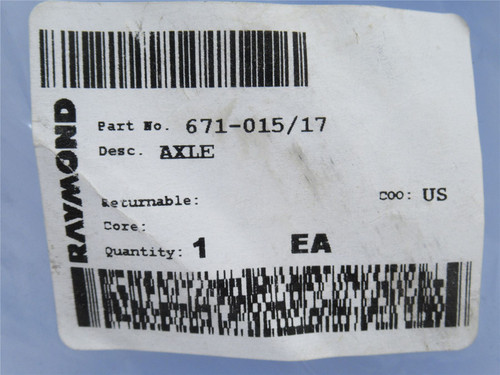 RAYMOND
Part No. 671-015/17
Desc. AXLE
Returnable:
COO: US
Core:
Quantity: 1 EA